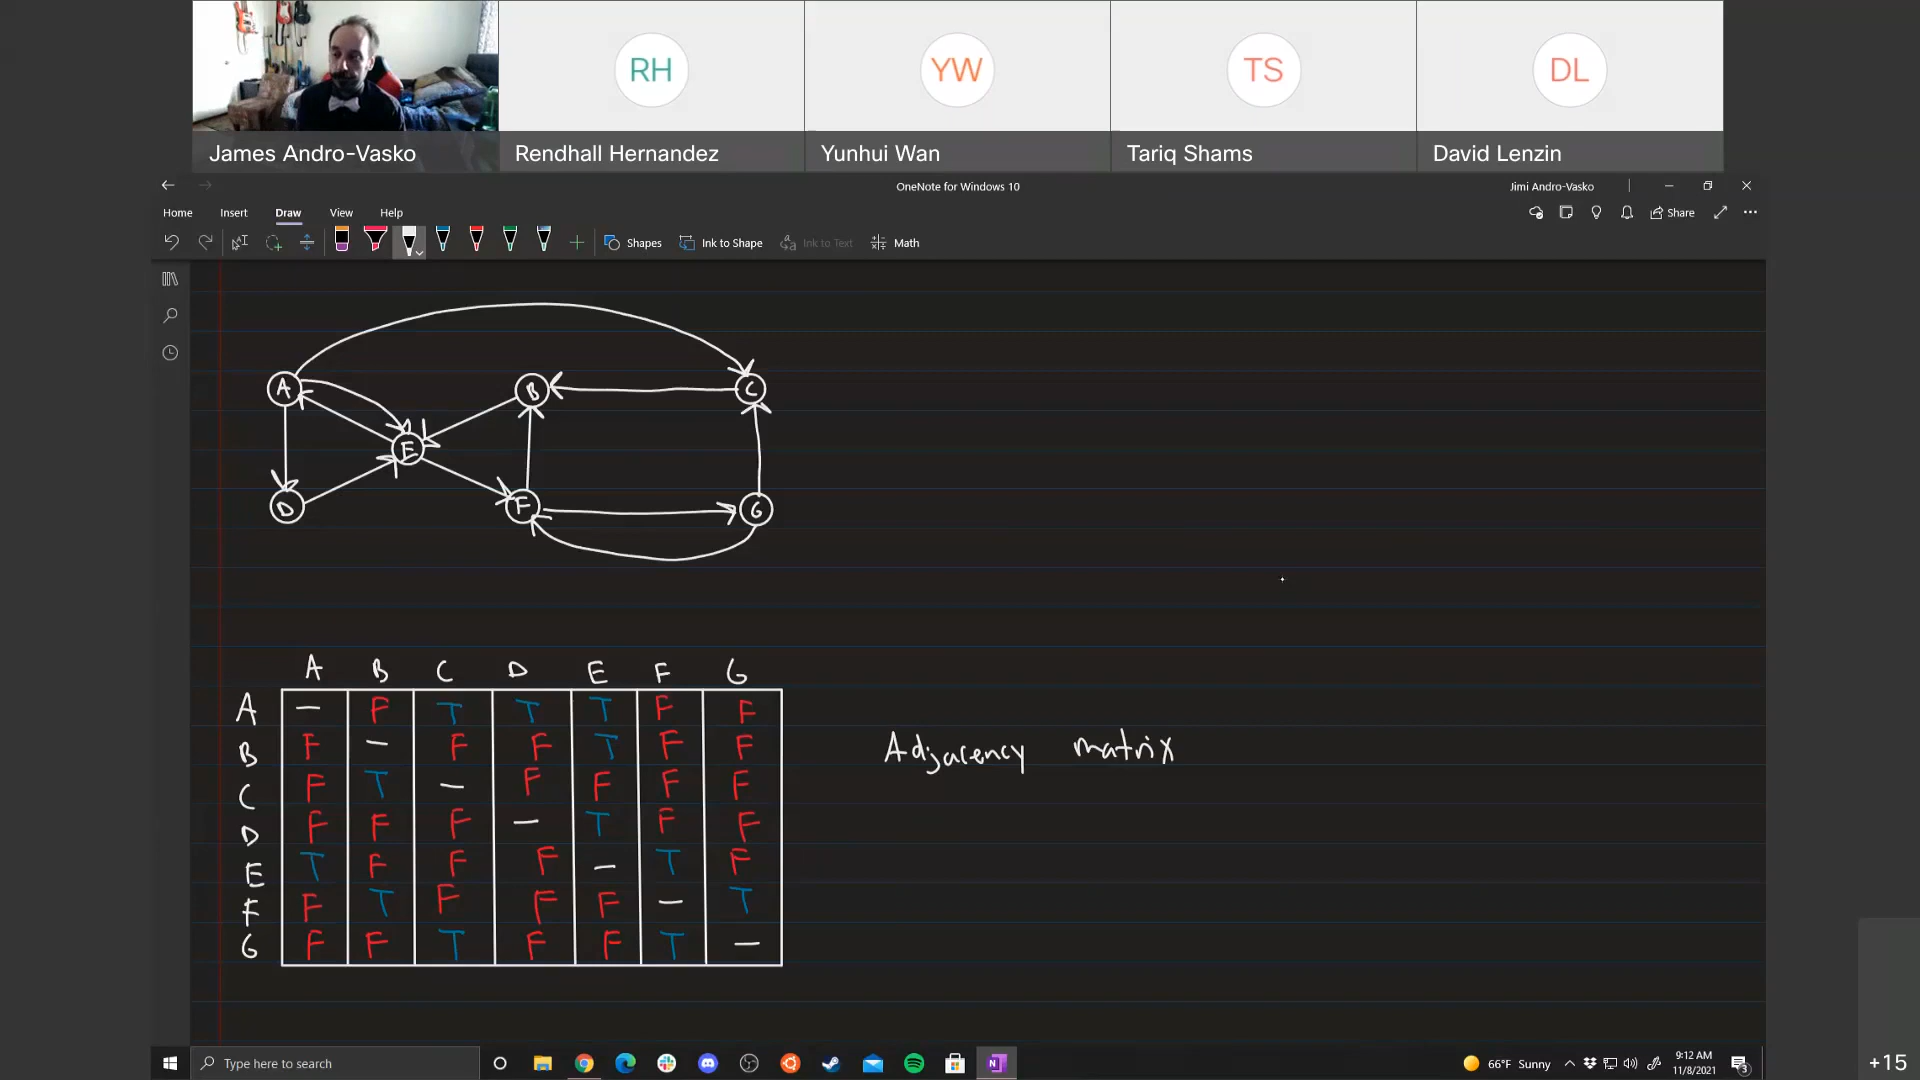 RH
YW
TS
DL
James Andro-Vasko
Rendhall Hernandez
Yunhui Wan
Tariq Shams
David Lenzin
OneNote for Windows 10
Jimi Andro-Vasko
Home Insert Draw View Help
Share
Shapes Ink to Shape Ink to Text Math
A B C
E
D F G
A B C D E F G
A — F T T T F F
B F — F F T F F
C F T — F F F F
D F F F — T F F
E T F F F — T F
F F T F F F — T
G F F T F F T —
Adjacency matrix
Type here to search
66°F Sunny
9:12 AM
11/8/2021
3
+15